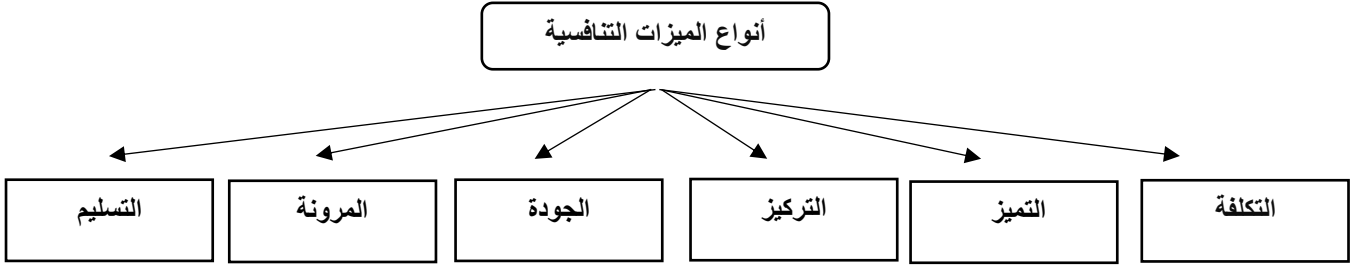 أنواع الميزات التنافسية
التكلفة
التميز
التركيز
الجودة
المرونة
التسليم